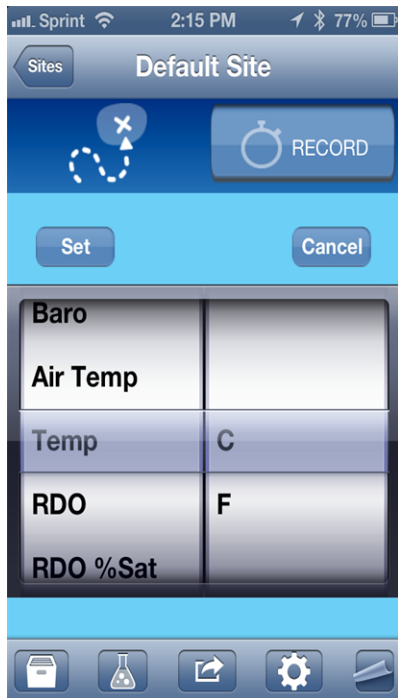 Sprint 2:15 PM 77%
Sites Default Site
RECORD
Set Cancel
Baro
Air Temp
Temp C
RDO F
RDO %Sat